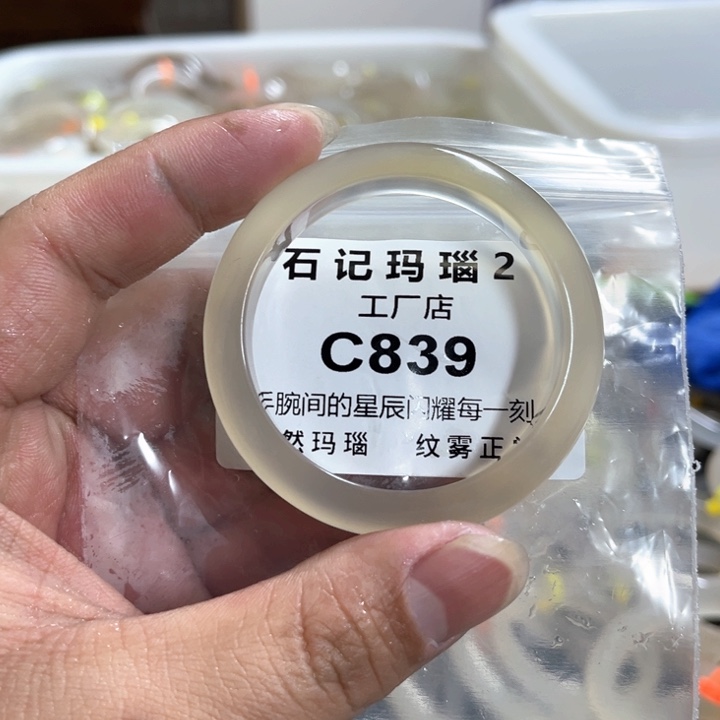 石记玛瑙2
工厂店
C839
腕间的星辰闪耀每一刻
然玛瑙 纹雾正